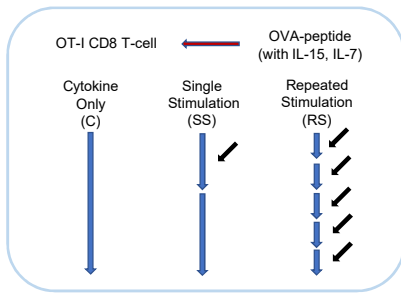 OT-I CD8 T-cell
OVA-peptide
(with IL-15, IL-7)
Cytokine
Only
(C)
Single
Stimulation
(SS)
Repeated
Stimulation
(RS)